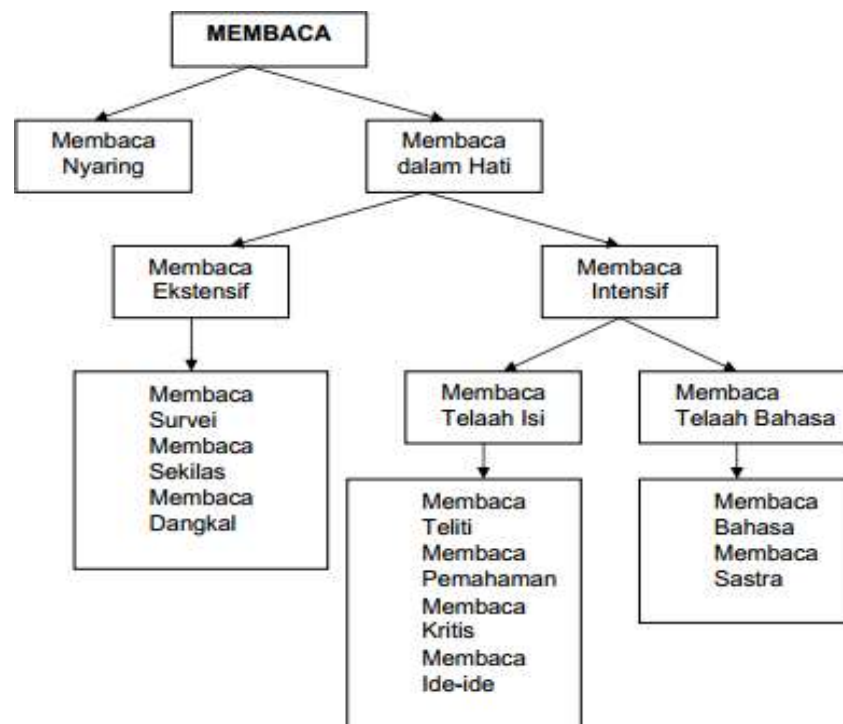 MEMBACA
Membaca
Nyaring
Membaca
dalam Hati
Membaca
Ekstensif
Membaca
Intensif
Membaca
Survei
Membaca
Sekilas
Membaca
Dangkal
Membaca
Telaah Isi
Membaca
Telaah Bahasa
Membaca
Teliti
Membaca
Pemahaman
Membaca
Kritis
Membaca
Ide-ide
Membaca
Bahasa
Membaca
Sastra